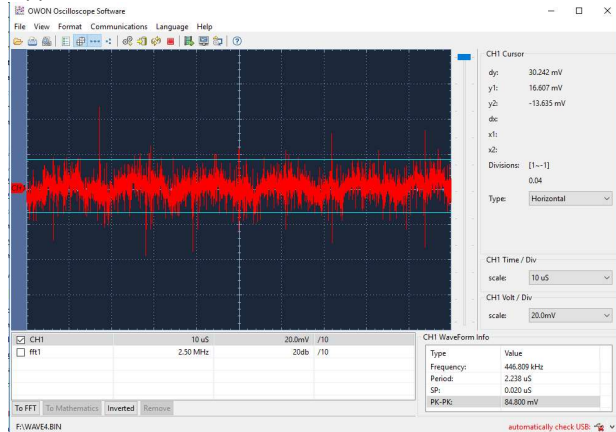 OWON Oscilloscope Software
File View Format Communications Language Help
CH1 Cursor
dy: 30.242 mV
y1: 16.607 mV
y2: -13.635 mV
dx:
x1:
x2:
Divisions: [1~-1]
0.04
Type: Horizontal
CH1
CH1 Time / Div
scale: 10 uS
CH1 Volt / Div
scale: 20.0mV
CH1 10 uS 20.0mV /10
fft1 2.50 MHz 20db /10
To FFT To Mathematics Inverted Remove
CH1 WaveForm Info
Type Value
Frequency: 446.809 kHz
Period: 2.238 uS
SP: 0.020 uS
PK-PK: 84.800 mV
F:\WAVE4.BIN
automatically check USB: